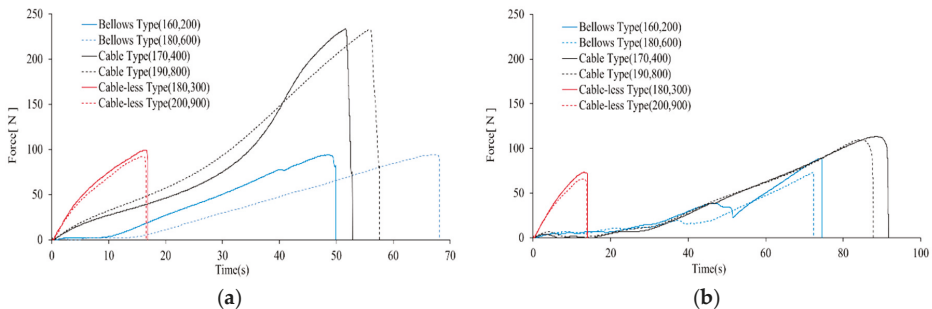 250
200
150
100
50
0
Force[ N ]
Bellows Type(160,200)
Bellows Type(180,600)
Cable Type(170,400)
Cable Type(190,800)
Cable-less Type(180,300)
Cable-less Type(200,900)
0 10 20 30 40 50 60 70
Time(s)
(a)
250
200
150
100
50
0
Force[ N ]
Bellows Type(160,200)
Bellows Type(180,600)
Cable Type(170,400)
Cable Type(190,800)
Cable-less Type(180,300)
Cable-less Type(200,900)
0 20 40 60 80 100
Time(s)
(b)